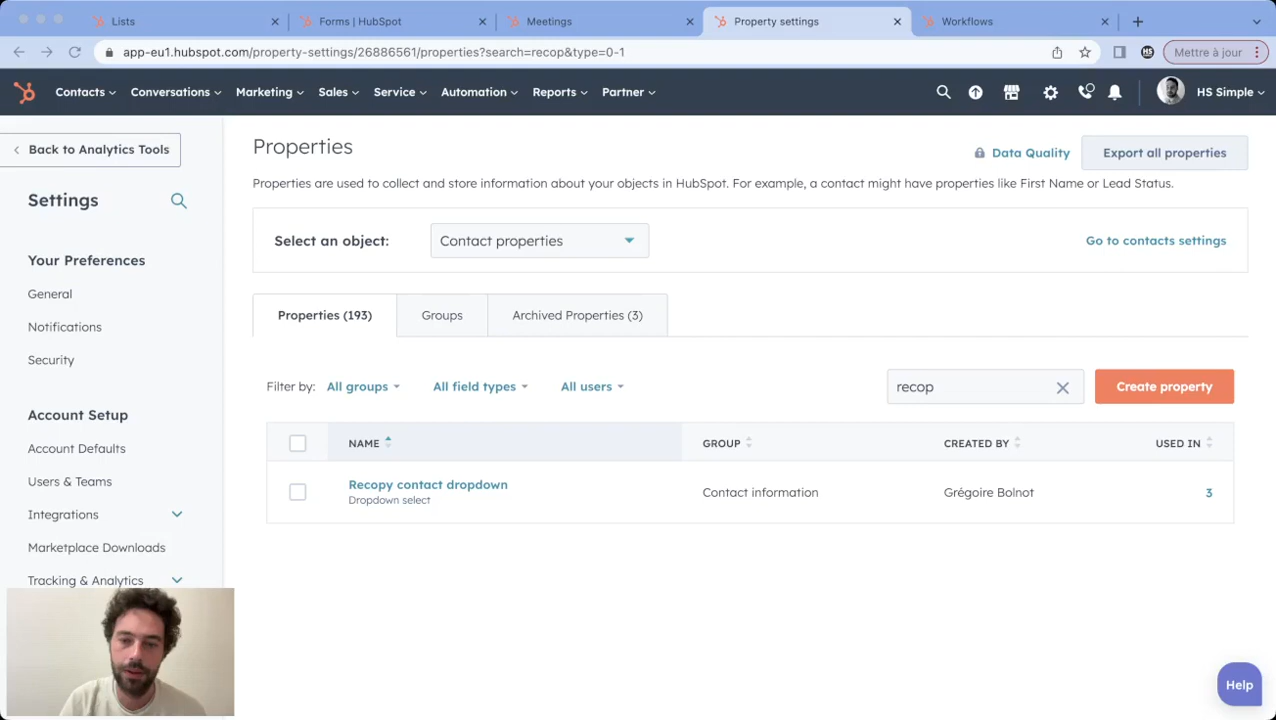 Lists
Forms | HubSpot
Meetings
Property settings
Workflows
app-eu1.hubspot.com/property-settings/26886561/properties?search=recop&type=0-1
HS
Mettre à jour
Contacts
Conversations
Marketing
Sales
Service
Automation
Reports
Partner
HS Simple
Back to Analytics Tools
Settings
Your Preferences
General
Notifications
Security
Account Setup
Account Defaults
Users & Teams
Integrations
Marketplace Downloads
Tracking & Analytics
Properties
Data Quality
Export all properties
Properties are used to collect and store information about your objects in HubSpot. For example, a contact might have properties like First Name or Lead Status.
Select an object:
Contact properties
Go to contacts settings
Properties (193)
Groups
Archived Properties (3)
Filter by:
All groups
All field types
All users
recop
Create property
NAME
GROUP
CREATED BY
USED IN
Recopy contact dropdown
Dropdown select
Contact information
Grégoire Bolnot
3
Help